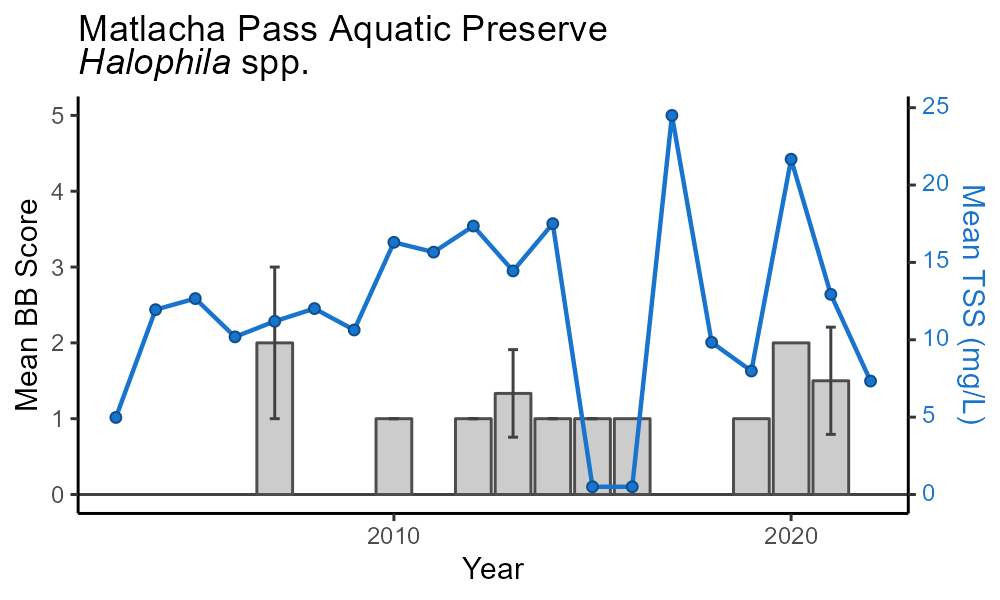 Matlacha Pass Aquatic Preserve
Halophila spp.
5
4
3
2
1
0
Mean BB Score
25
20
15
10
5
0
Mean TSS (mg/L)
2010
2020
Year